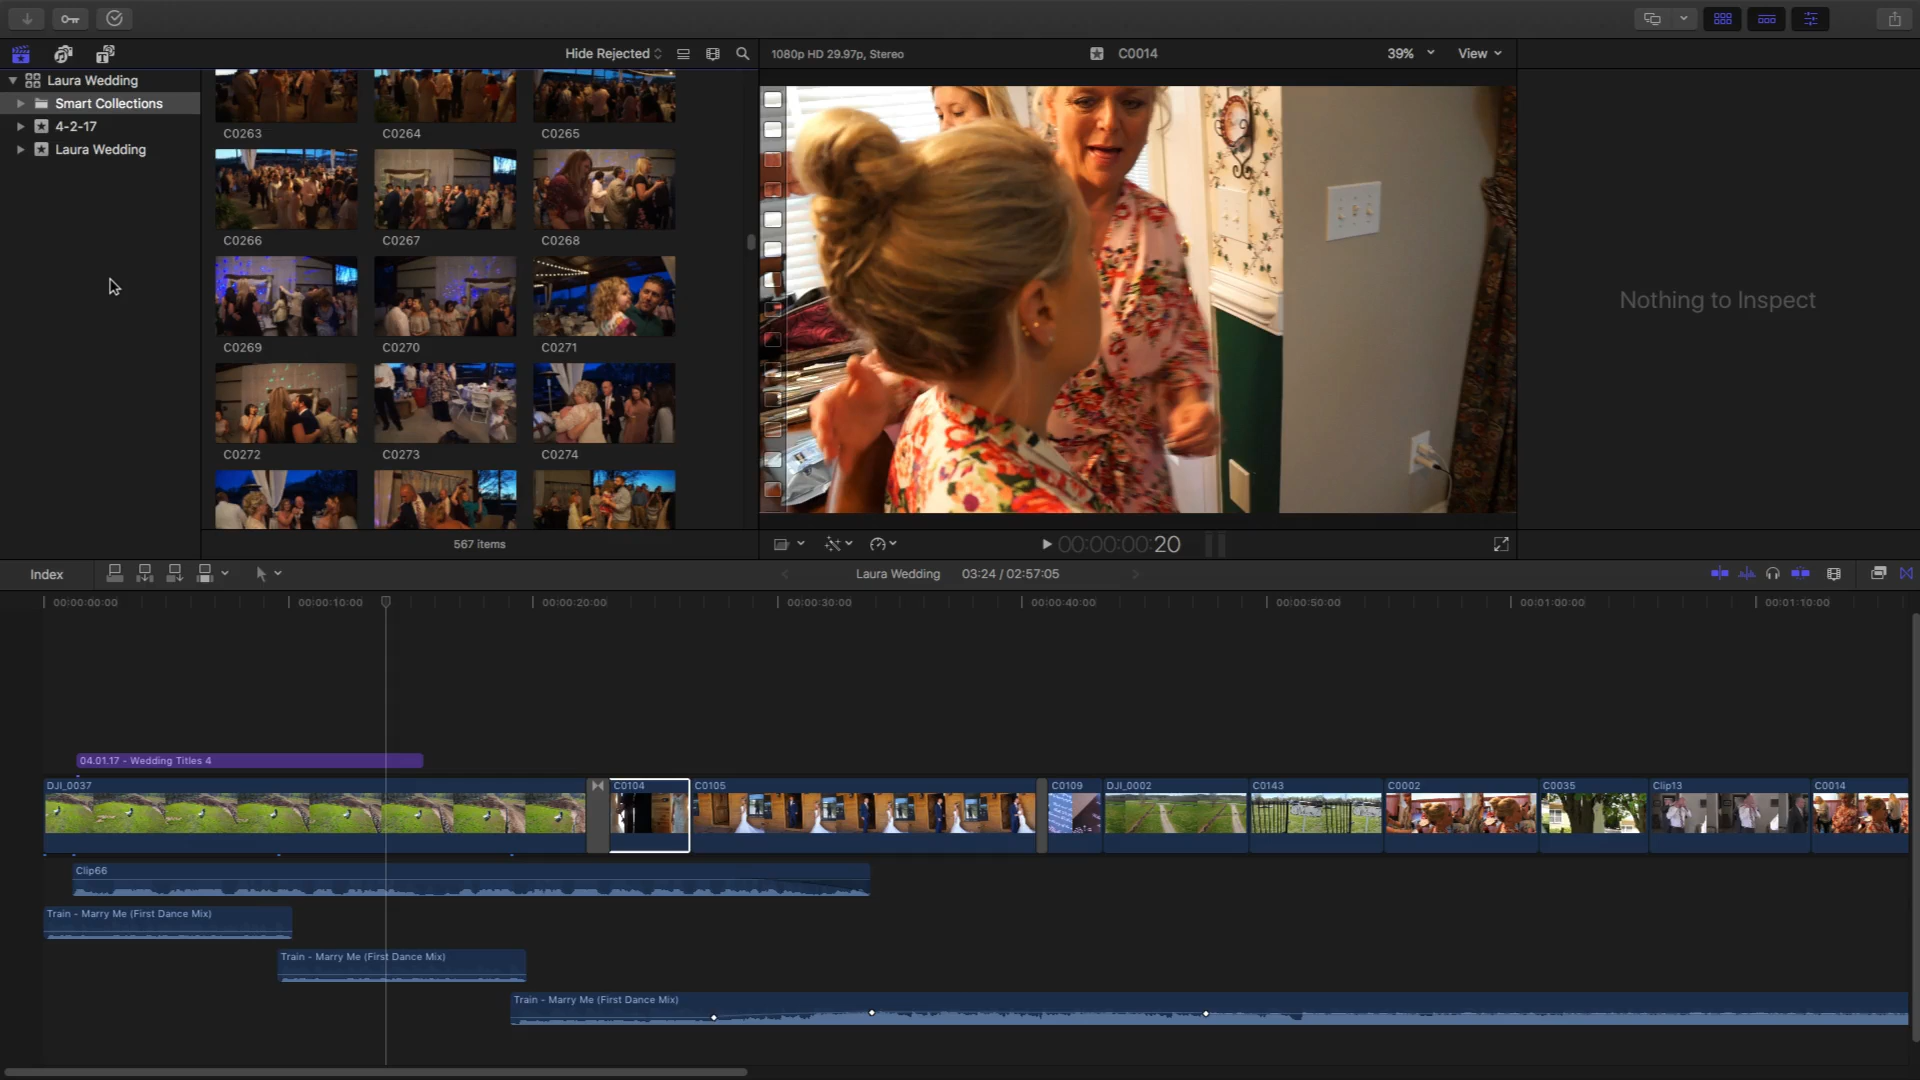 Hide Rejected
1080p HD 29.97p, Stereo
C0014
39%
View
Laura Wedding
Smart Collections
4-2-17
Laura Wedding
C0263
C0264
C0265
C0266
C0267
C0268
C0269
C0270
C0271
C0272
C0273
C0274
567 items
Nothing to Inspect
00:00:00:20
Index
Laura Wedding
03:24 / 02:57:05
00:00:00:00
00:00:10:00
00:00:20:00
00:00:30:00
00:00:40:00
00:00:50:00
00:01:00:00
00:01:10:00
04.01.17 - Wedding Titles 4
DJI_0037
C0104
C0105
C0109
DJI_0002
C0143
C0002
C0035
Clip13
C0014
Clip66
Train - Marry Me (First Dance Mix)
Train - Marry Me (First Dance Mix)
Train - Marry Me (First Dance Mix)